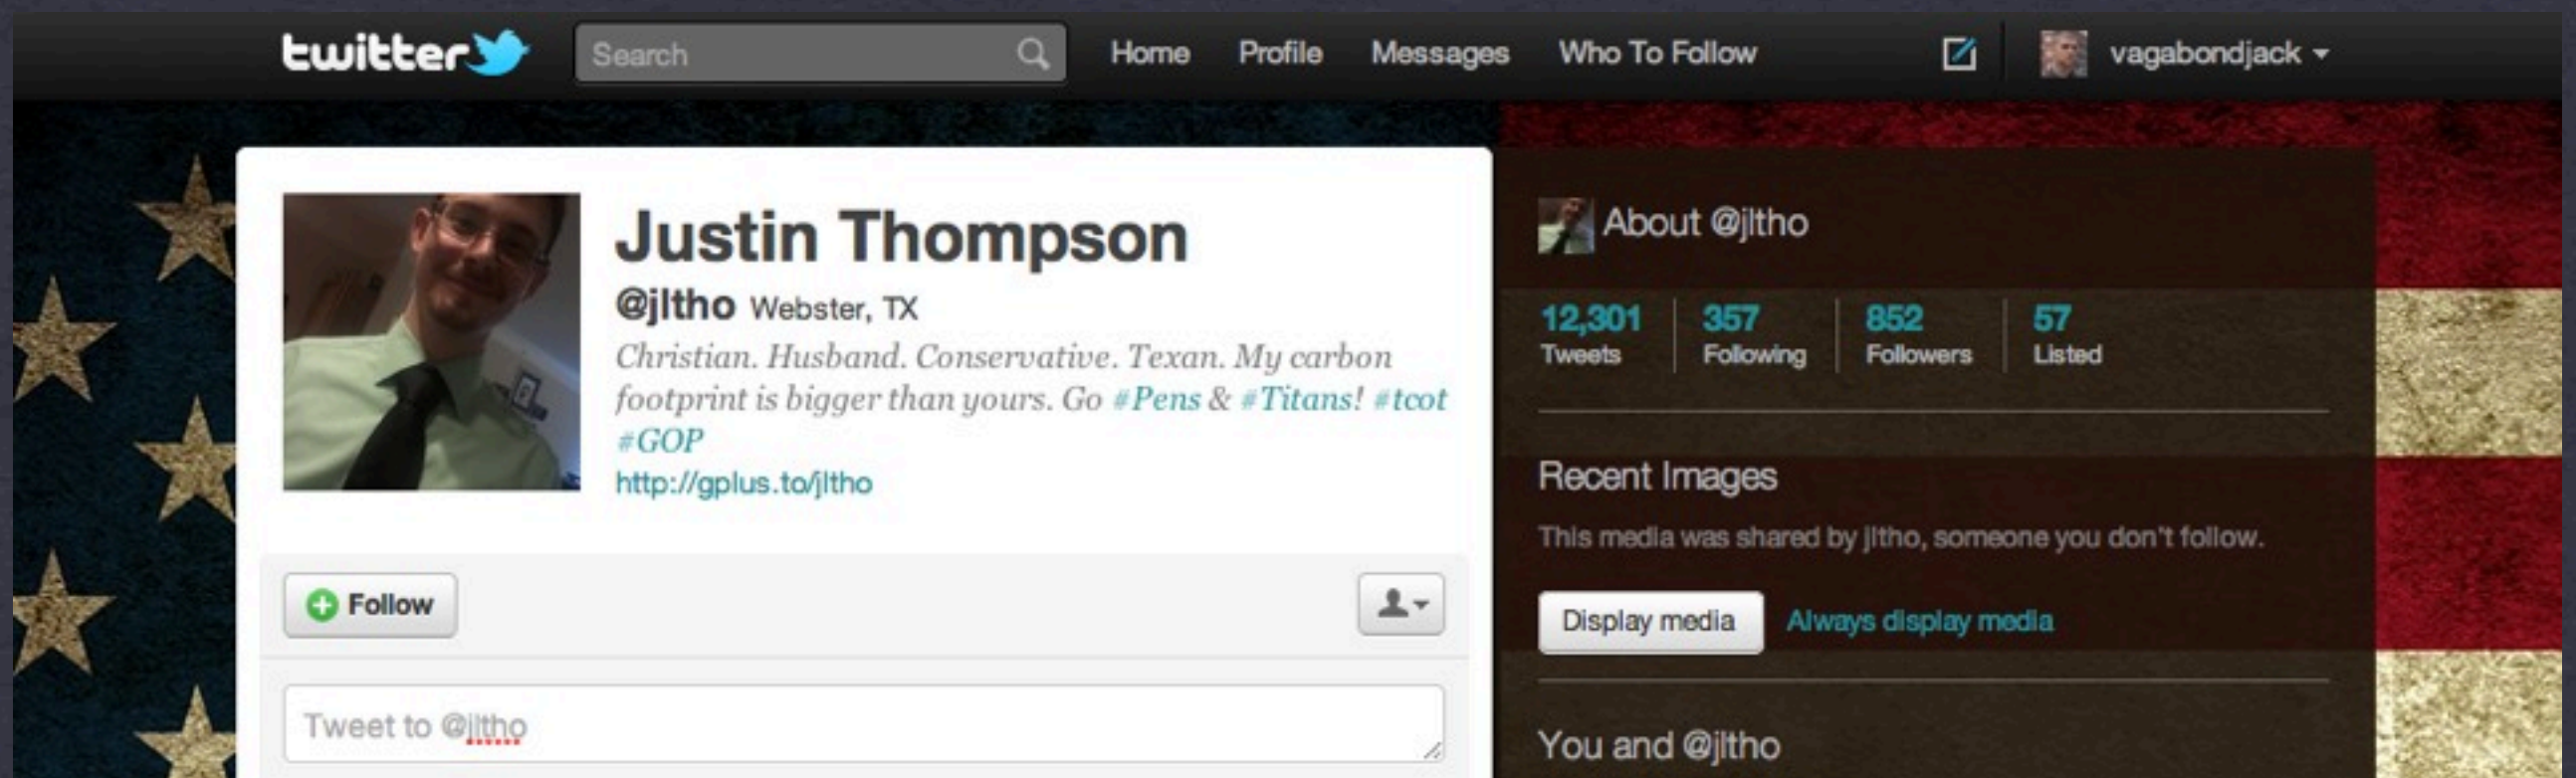 twitter
Search
Home Profile Messages Who To Follow
vagabondjack
Justin Thompson
@jltho Webster, TX
Christian. Husband. Conservative. Texan. My carbon
footprint is bigger than yours. Go #Pens & #Titans! #tcot
#GOP
http://gplus.to/jltho
Follow
Tweet to @jltho
About @jltho
12,301 357 852 57
Tweets Following Followers Listed
Recent Images
This media was shared by jltho, someone you don't follow.
Display media Always display media
You and @jltho